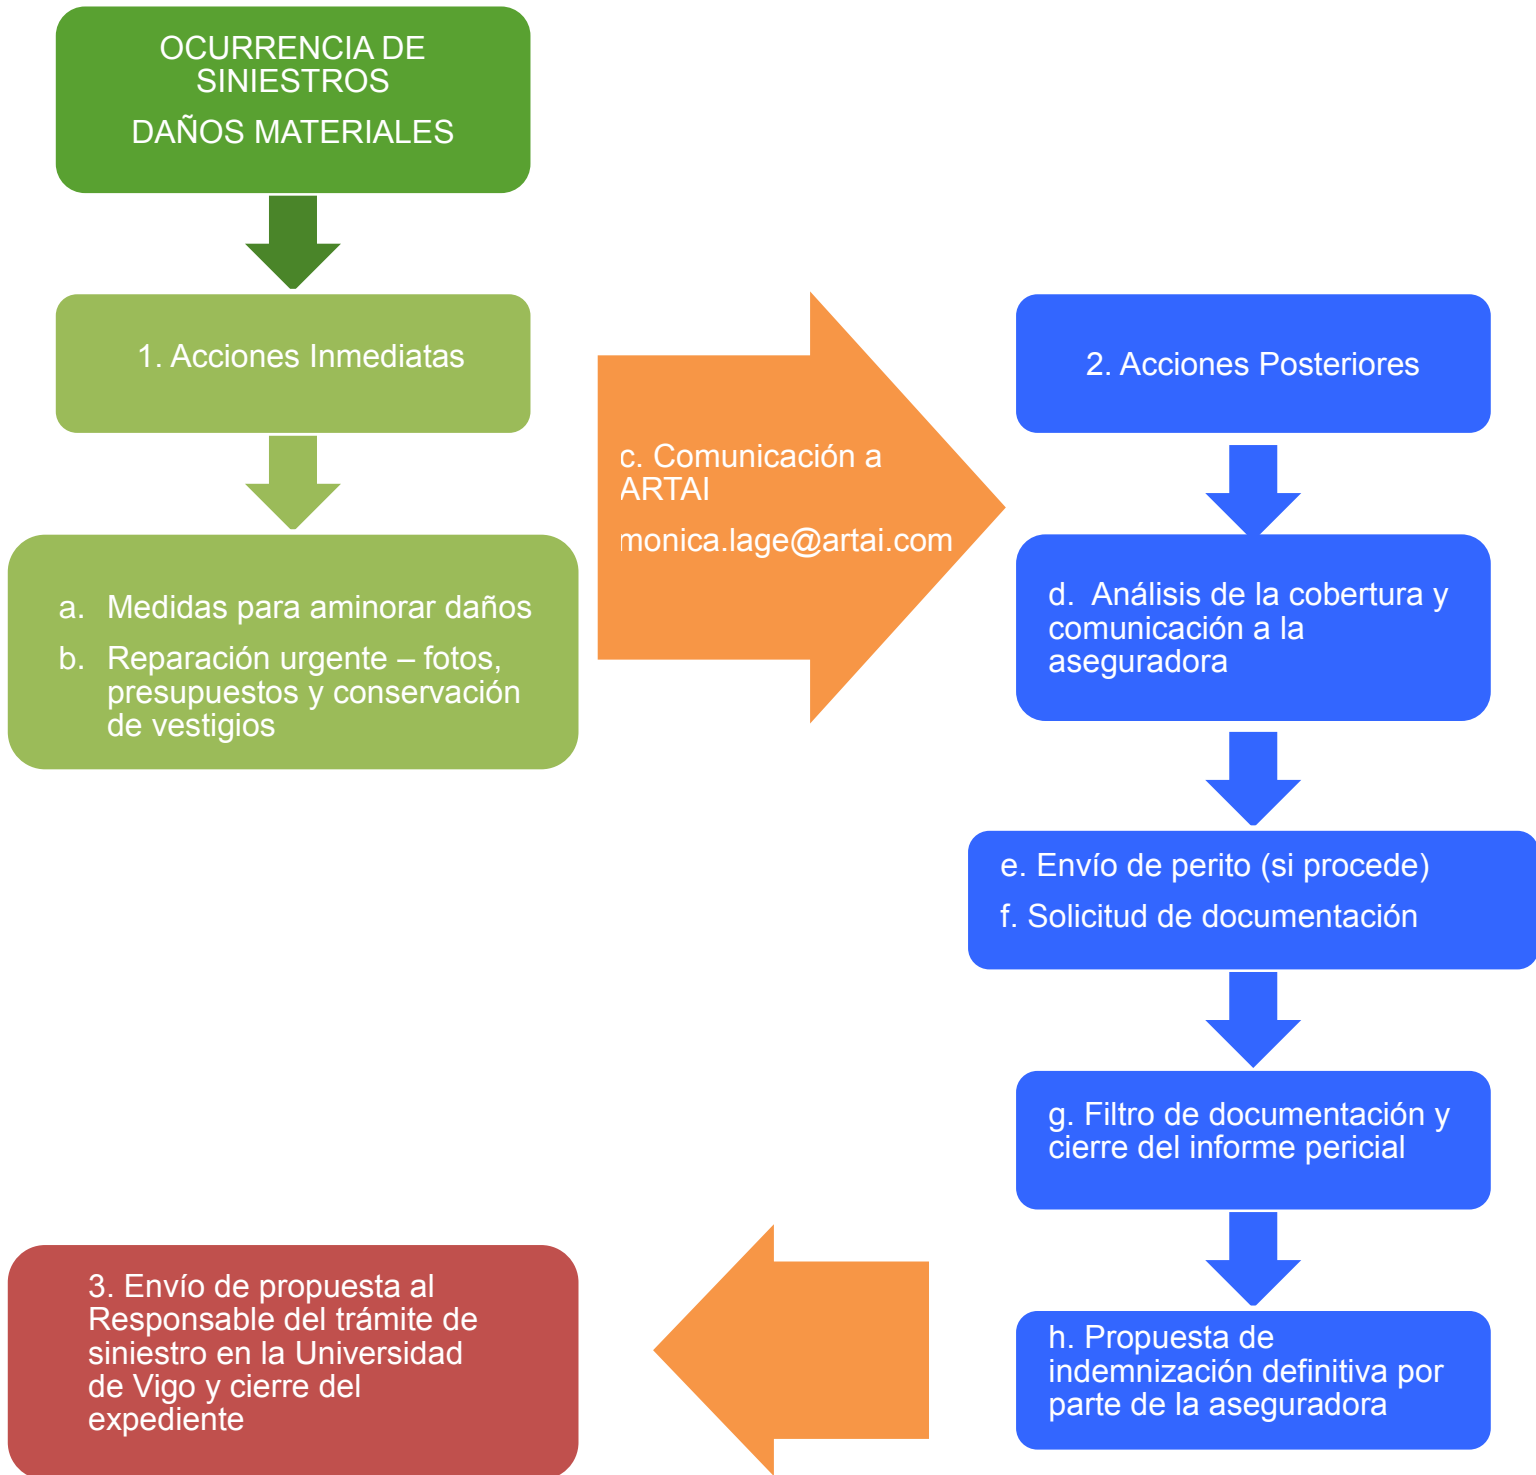 OCURRENCIA DE
SINIESTROS
DAÑOS MATERIALES
1. Acciones Inmediatas
a. Medidas para aminorar daños
b. Reparación urgente – fotos,
presupuestos y conservación
de vestigios
c. Comunicación a
ARTAI
monica.lage@artai.com
2. Acciones Posteriores
d. Análisis de la cobertura y
comunicación a la
aseguradora
e. Envío de perito (si procede)
f. Solicitud de documentación
g. Filtro de documentación y
cierre del informe pericial
h. Propuesta de
indemnización definitiva por
parte de la aseguradora
3. Envío de propuesta al
Responsable del trámite de
siniestro en la Universidad
de Vigo y cierre del
expediente